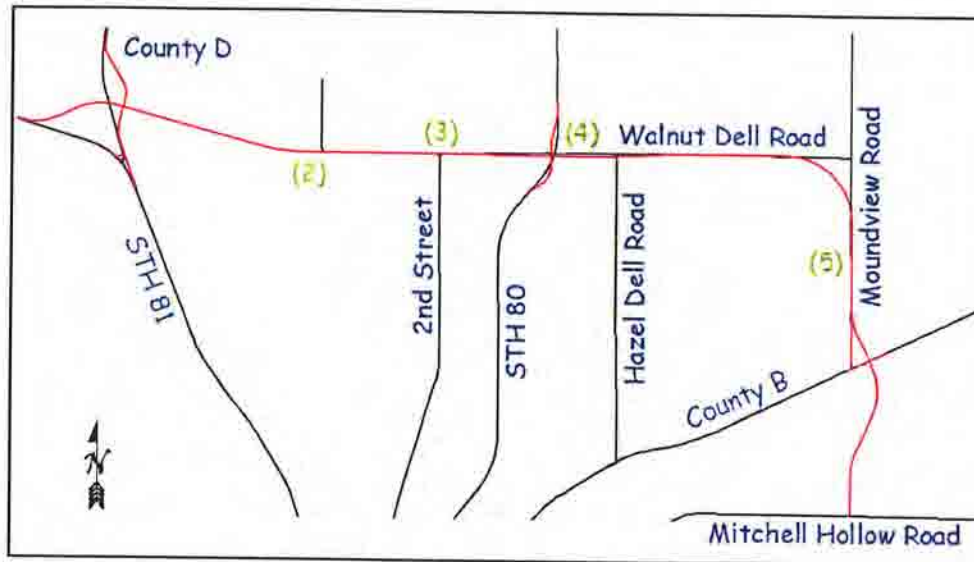 County D
(3)
(4)
Walnut Dell Road
(2)
Moundview Road
STH 81
2nd Street
STH 80
Hazel Dell Road
(5)
County B
N
Mitchell Hollow Road